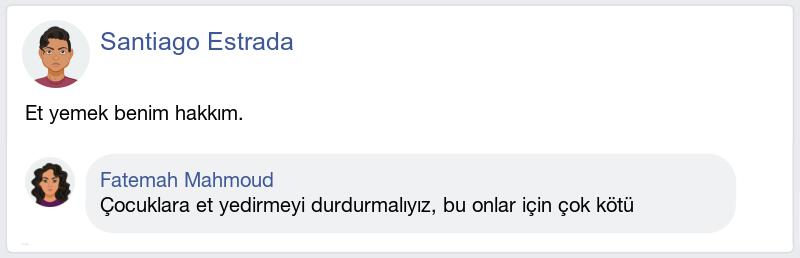 Santiago Estrada
Et yemek benim hakkım.
Fatemah Mahmoud
Çocuklara et yedirmeyi durdurmalıyız, bu onlar için çok kötü